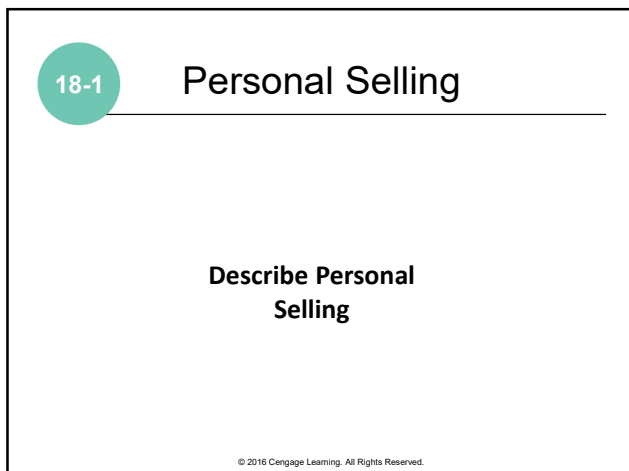 18-1
Personal Selling
Describe Personal
Selling
© 2016 Cengage Learning. All Rights Reserved.